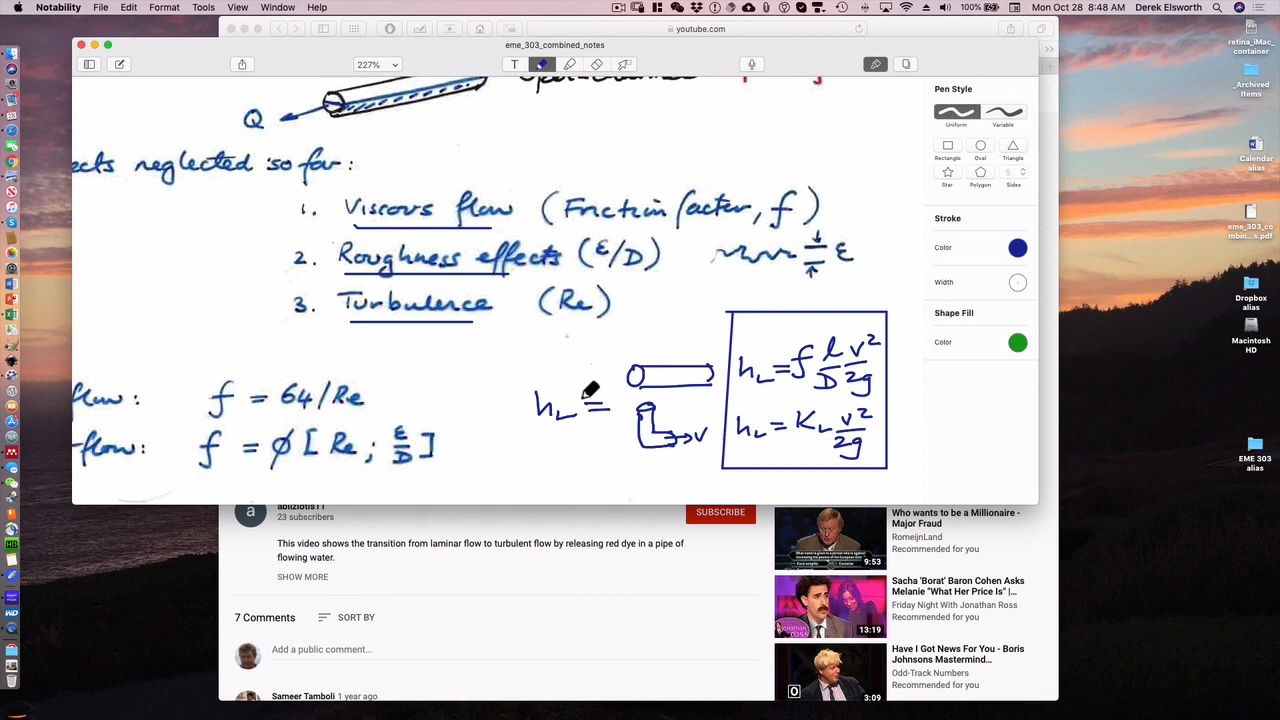 Notability File Edit Insert Format Tools View Window Help
100% Mon Oct 28 8:48 AM Derek Elsworth
youtube.com
eme_303_combined_notes
227%
T
Q
ects neglected so far:
1. Viscous flow (Friction factor, f)
2. Roughness effects (ε/D) ε
3. Turbulence (Re)
flow: f = 64/Re
-flow: f = φ [Re; ε/D]
h_L =
V
h_L = f l/D v²/2g
h_L = K_L v²/2g
Pen Style
Uniform Variable
Rectangle Oval Triangle
Star Polygon Sides
5
Stroke
Color
Width
Shape Fill
Color
a
abliziotis11
23 subscribers
SUBSCRIBE
This video shows the transition from laminar flow to turbulent flow by releasing red dye in a pipe of
flowing water.
SHOW MORE
7 Comments SORT BY
Add a public comment...
Sameer Tamboli 1 year ago
Who wants to be a Millionaire -
Major Fraud
RomeijnLand
Recommended for you
9:53
Sacha 'Borat' Baron Cohen Asks
Melanie "What Her Price Is" |...
Friday Night With Jonathan Ross
Recommended for you
13:19
Have I Got News For You - Boris
Johnsons Mastermind...
Odd-Track Numbers
Recommended for you
3:09
retina_iMac_
container
_Archived
Items
Calendar
alias
eme_303_co
mbin...s.pdf
Dropbox
alias
Macintosh
HD
EME 303
alias